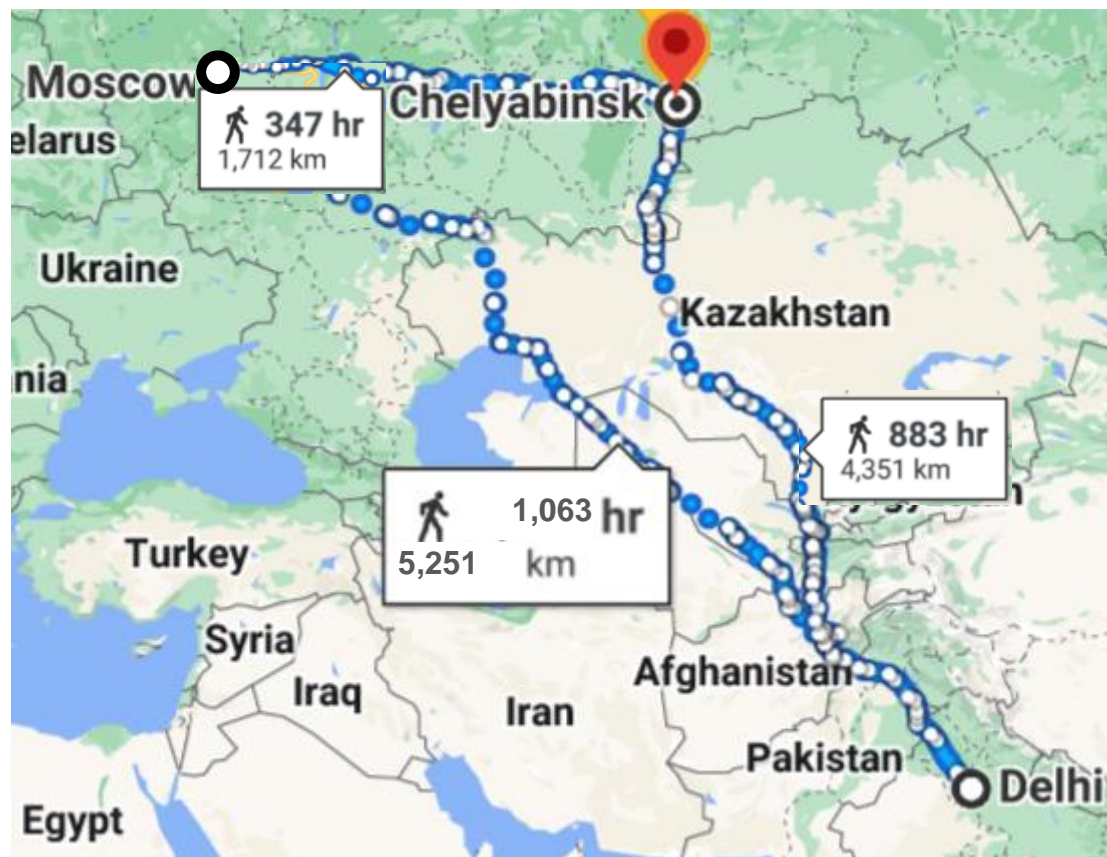 Moscow
Chelyabinsk
347 hr
1,712 km
elarus
Ukraine
Kazakhstan
nia
883 hr
4,351 km
1,063 hr
5,251 km
Turkey
Syria
Afghanistan
Iraq
Iran
Pakistan
Delhi
Egypt